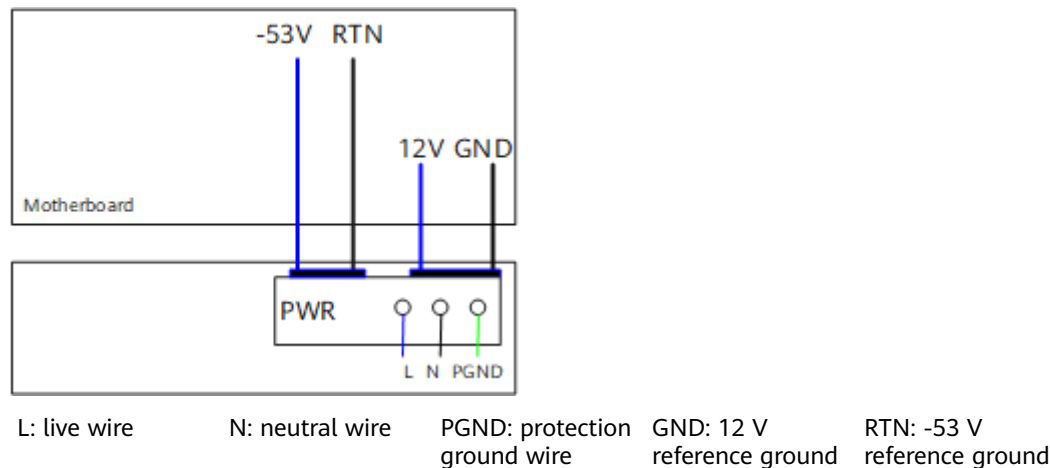 -53V RTN
12V GND
Motherboard
PWR
L N PGND
L: live wire N: neutral wire PGND: protection ground wire GND: 12 V reference ground RTN: -53 V reference ground